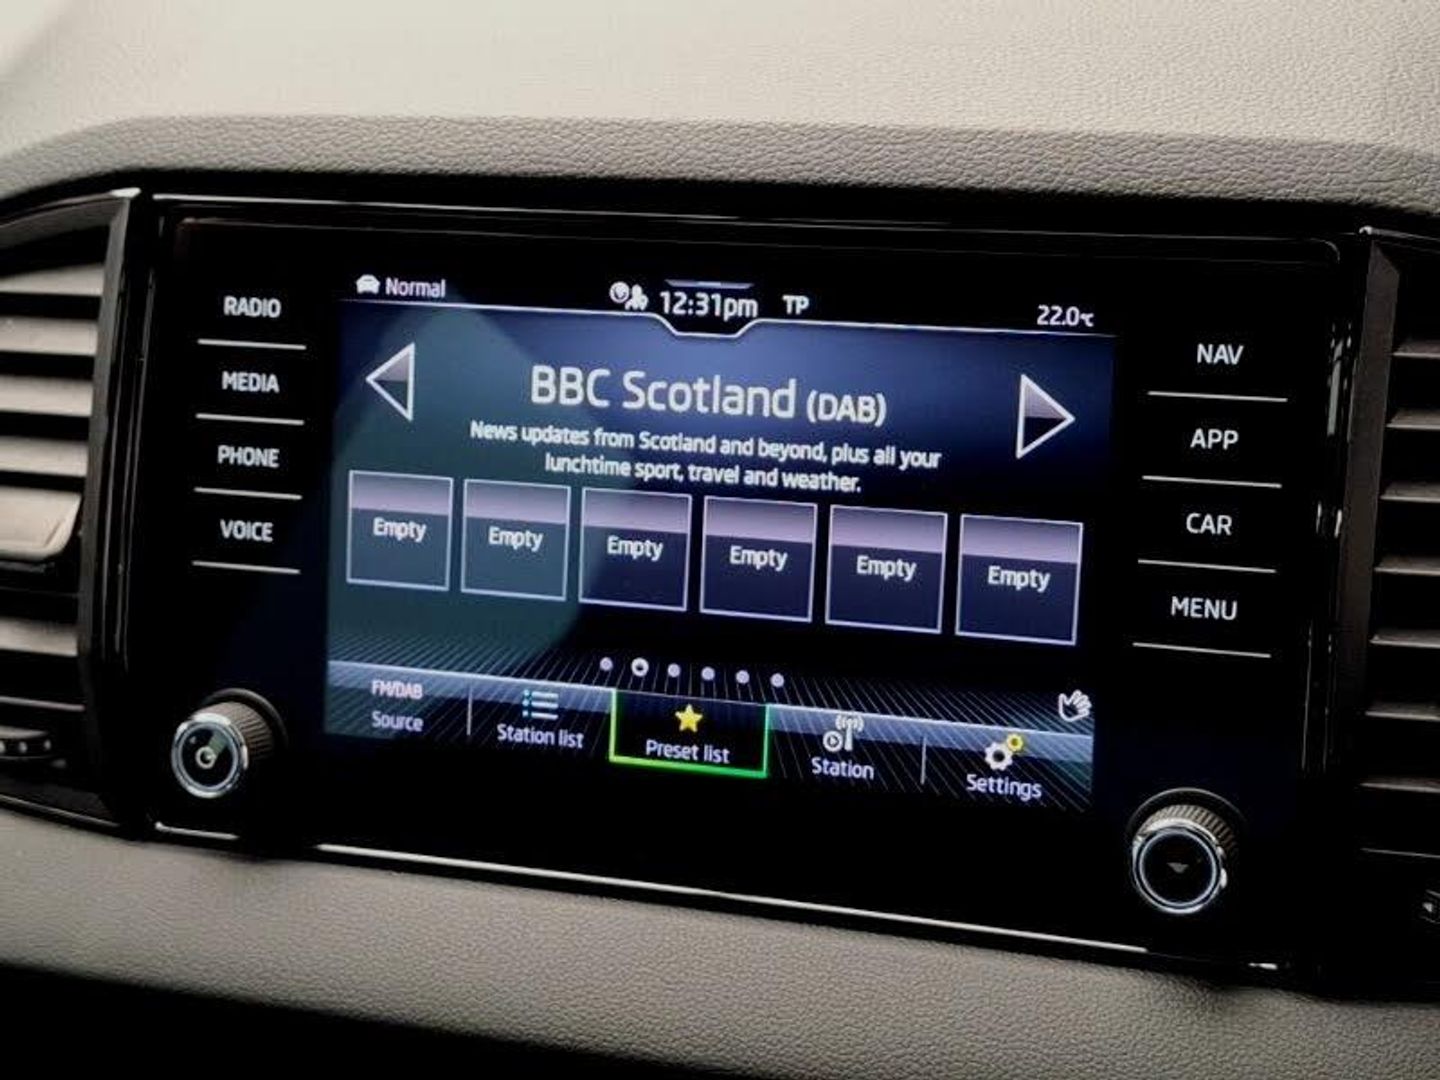 Normal
12:31pm
TP
22.0°C
RADIO
MEDIA
PHONE
VOICE
BBC Scotland (DAB)
News updates from Scotland and beyond, plus all your
lunchtime sport, travel and weather.
Empty
Empty
Empty
Empty
Empty
Empty
FM/DAB
Source
Station list
Preset list
Station
Settings
NAV
APP
CAR
MENU